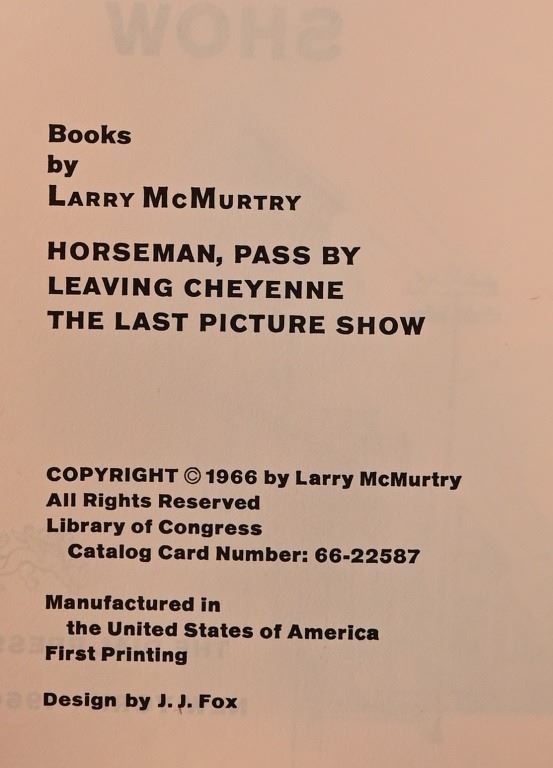 Books
by
LARRY MCMURTRY
HORSEMAN, PASS BY
LEAVING CHEYENNE
THE LAST PICTURE SHOW
COPYRIGHT © 1966 by Larry McMurtry
All Rights Reserved
Library of Congress
Catalog Card Number: 66-22587
Manufactured in
the United States of America
First Printing
Design by J. J. Fox